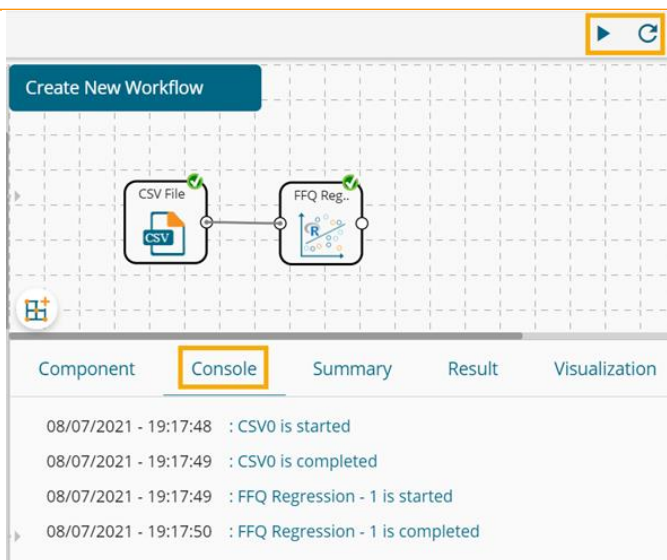 Create New Workflow
CSV File
FFQ Reg..
CSV
R
Component Console Summary Result Visualization
08/07/2021 - 19:17:48 : CSV0 is started
08/07/2021 - 19:17:49 : CSV0 is completed
08/07/2021 - 19:17:49 : FFQ Regression - 1 is started
08/07/2021 - 19:17:50 : FFQ Regression - 1 is completed